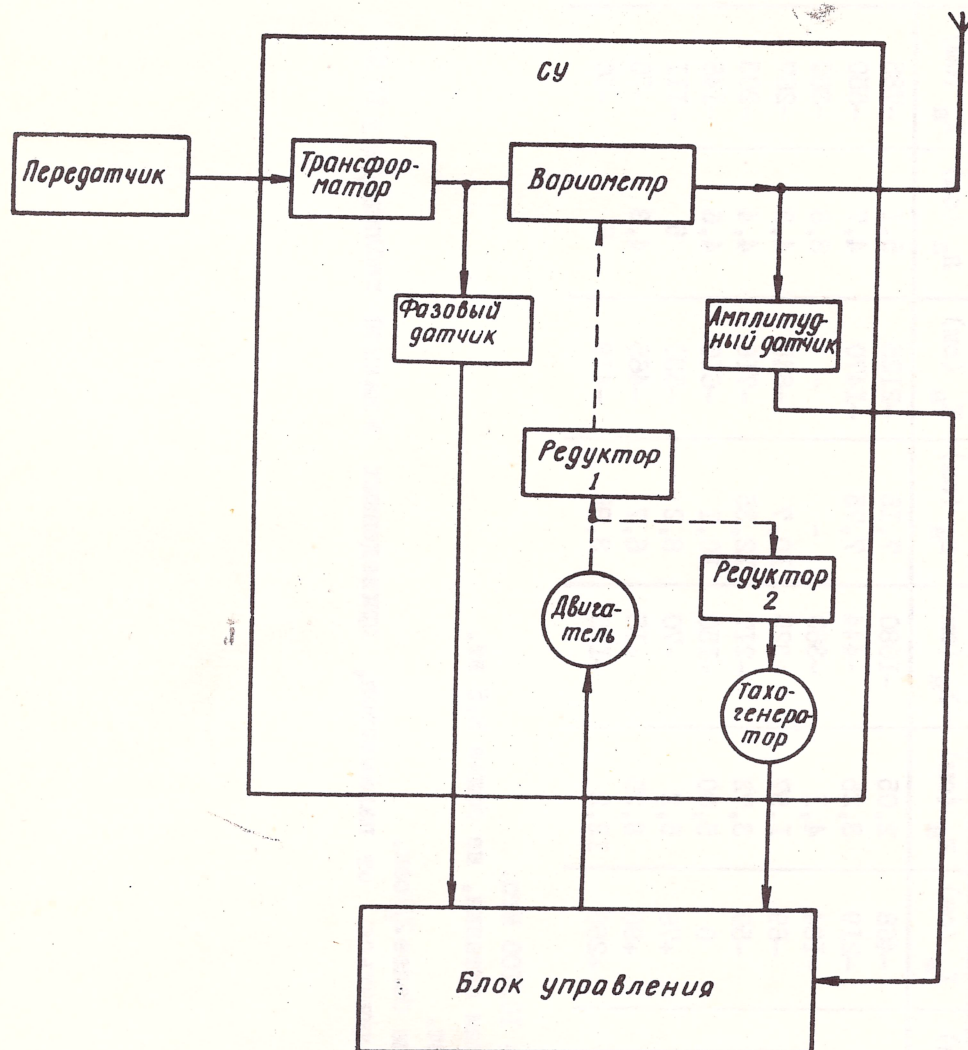 СУ
Передатчик
Трансфор-
матор
Вариометр
Фазовый
датчик
Амплитуд-
ный датчик
Редуктор
1
Редуктор
2
Двига-
тель
Тахо-
генера-
тор
Блок управления